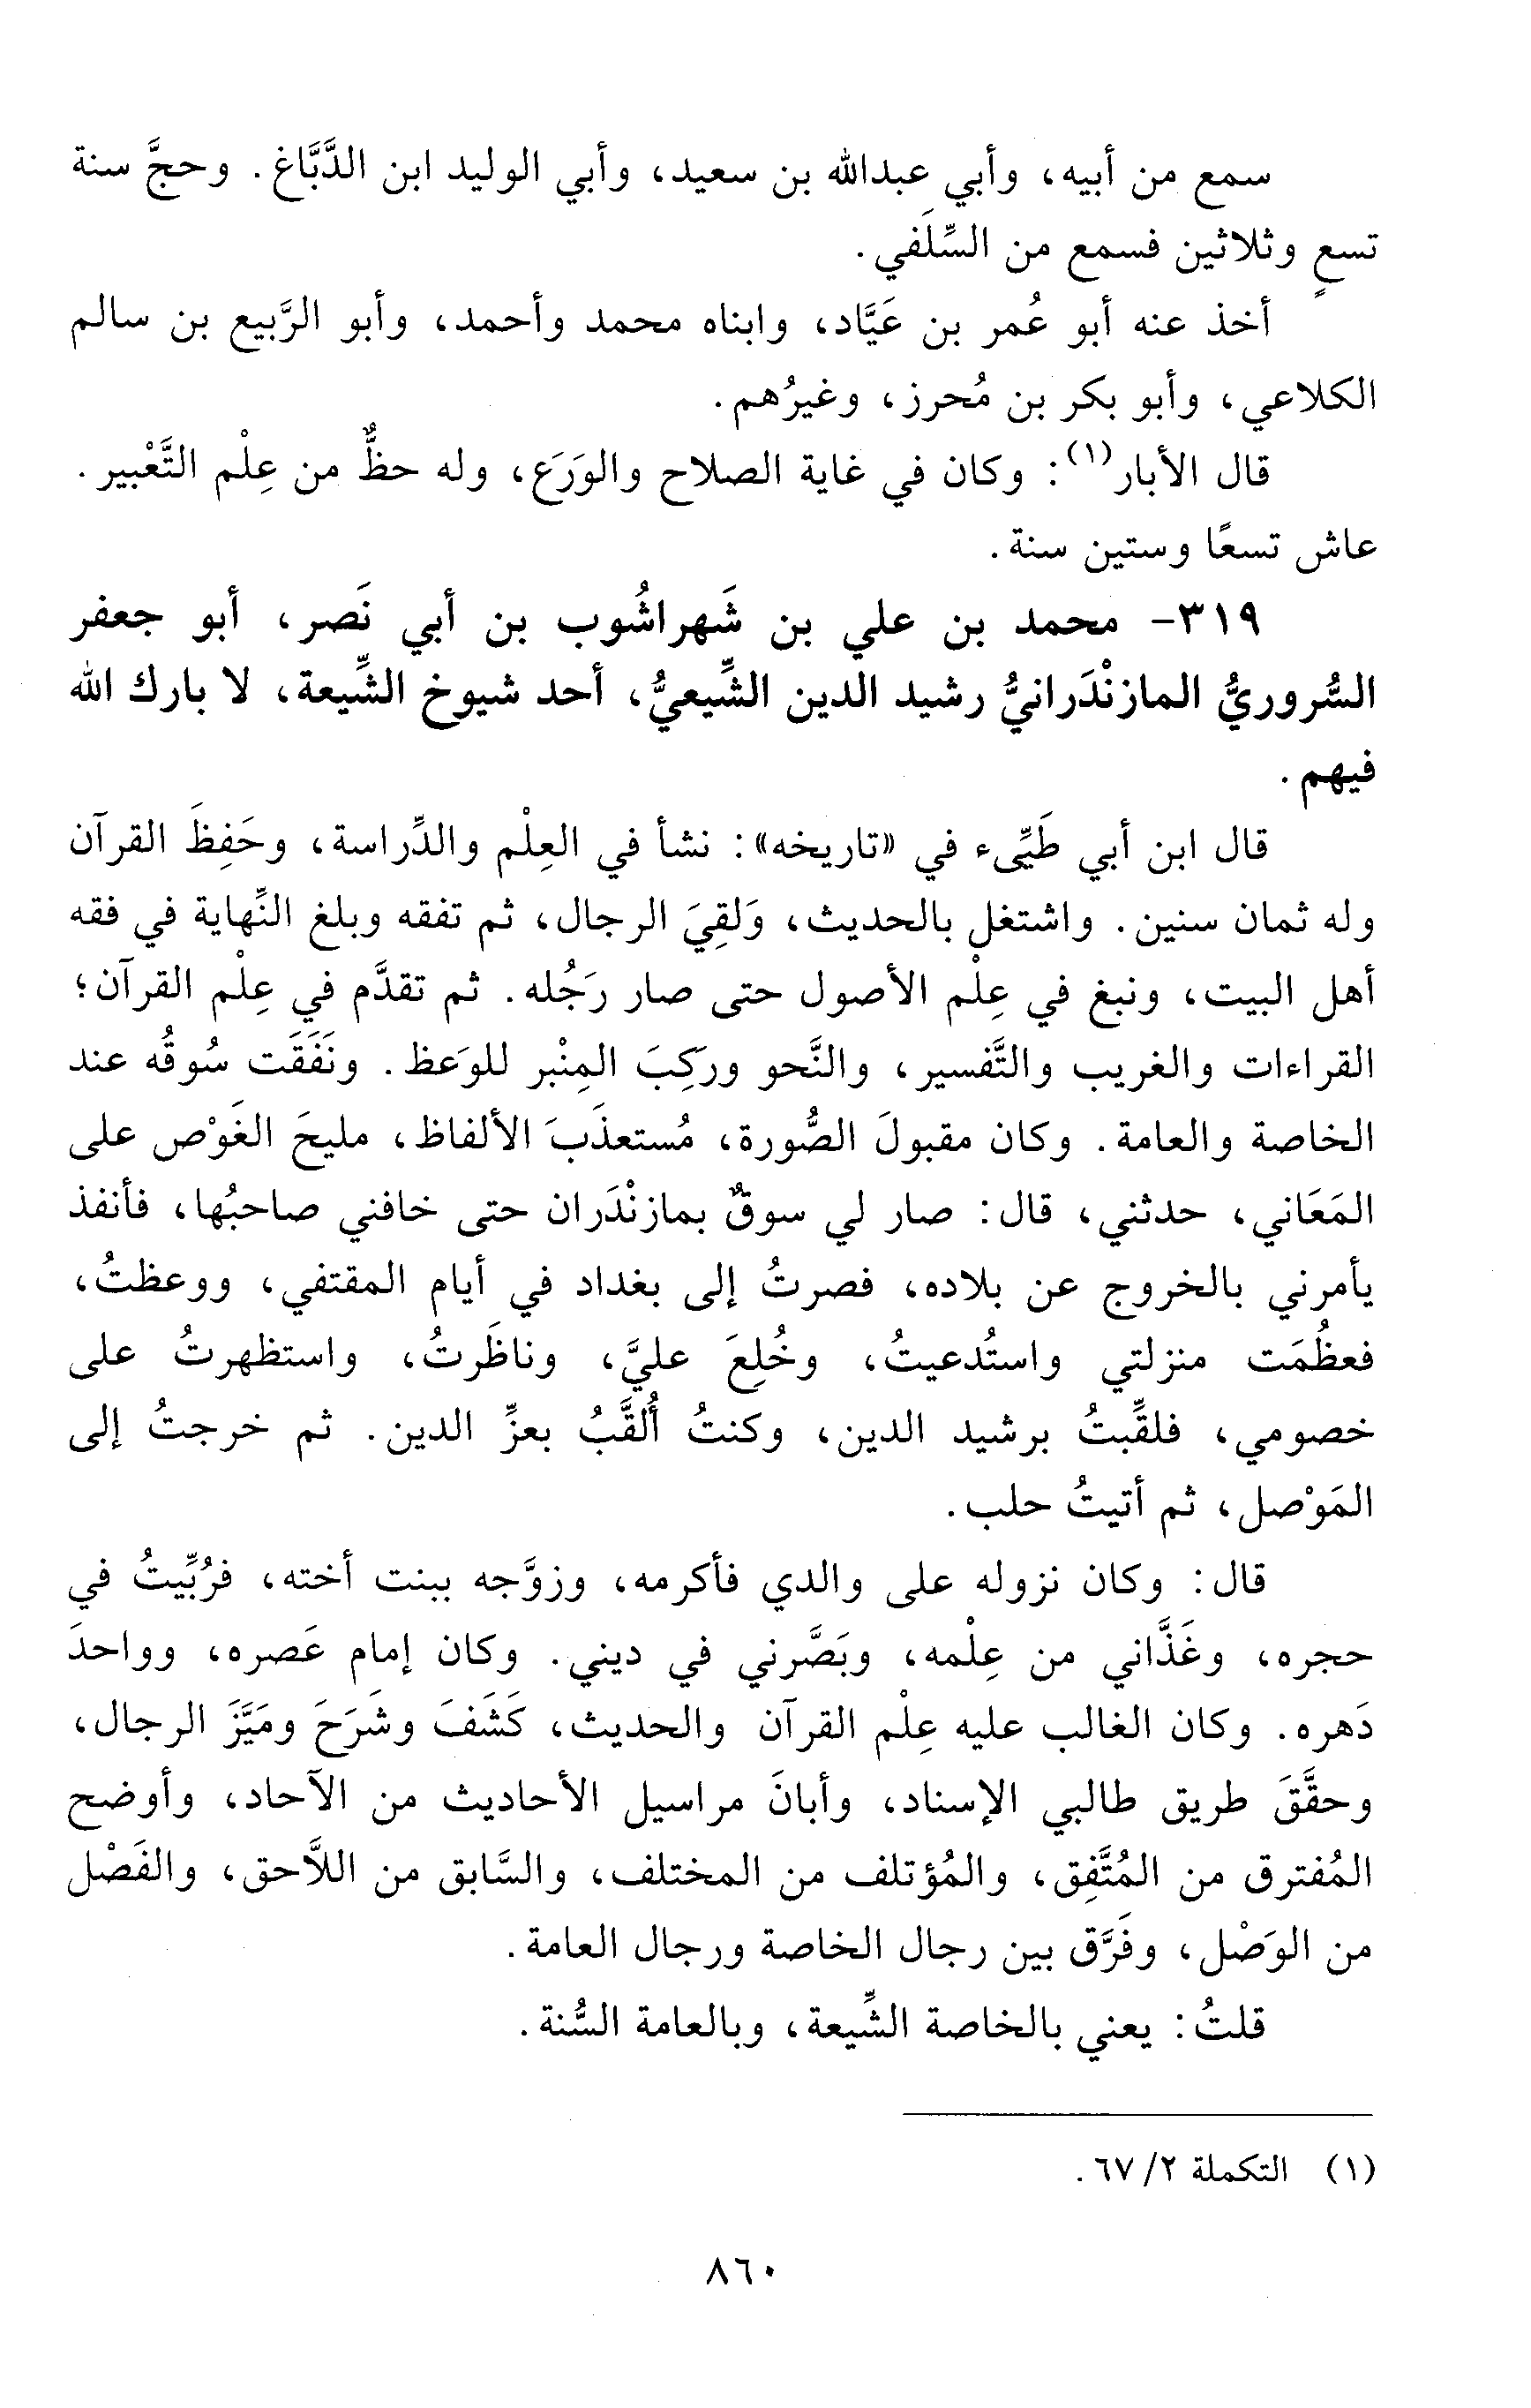 سمع من أبيه، وأبي عبدالله بن سعيد، وأبي الوليد ابن الدَّبَّاغ. وحجَّ سنة
تسعٍ وثلاثين فسمع من السِّلَفي.
أخذ عنه أبو عُمر بن عَيَّاد، وابناه محمد وأحمد، وأبو الرَّبيع بن سالم
الكلاعي، وأبو بكر بن مُحرز، وغيرُهم.
قال الأبار(١): وكان في غاية الصلاح والوَرَع، وله حظٌّ من عِلْم التَّعْبير.
عاش تسعًا وستين سنة.
٣١٩- محمد بن علي بن شَهراشُوب بن أبي نَصر، أبو جعفر
السُّروريُّ المازنْدَرانيُّ رشيد الدين الشِّيعيُّ، أحد شيوخ الشِّيعة، لا بارك الله
فيهم.
قال ابن أبي طَيِّىء في «تاريخه»: نشأ في العِلْم والدِّراسة، وحَفِظَ القرآن
وله ثمان سنين. واشتغل بالحديث، وَلقِيَ الرجال، ثم تفقه وبلغ النِّهاية في فقه
أهل البيت، ونبغ في عِلْم الأصول حتى صار رَجُله. ثم تقدَّم في عِلْم القرآن؛
القراءات والغريب والتَّفسير، والنَّحو وركِبَ المِنْبر للوَعظ. ونَفَقَت سُوقُه عند
الخاصة والعامة. وكان مقبولَ الصُّورة، مُستعذَبَ الألفاظ، مليحَ الغَوْص على
المَعَاني، حدثني، قال: صار لي سوقٌ بمازنْدَران حتى خافني صاحبُها، فأنفذ
يأمرني بالخروج عن بلاده، فصرتُ إلى بغداد في أيام المقتفي، ووعظتُ،
فعظُمَت منزلتي واستُدعيتُ، وخُلِعَ عليَّ، وناظَرتُ، واستظهرتُ على
خصومي، فلقِّبتُ برشيد الدين، وكنتُ أُلقَّبُ بعزِّ الدين. ثم خرجتُ إلى
المَوْصل، ثم أتيتُ حلب.
قال: وكان نزوله على والدي فأكرمه، وزوَّجه ببنت أخته، فرُبِّيتُ في
حجره، وغَذَّاني من عِلْمه، وبَصَّرني في ديني. وكان إمام عَصره، وواحدَ
دَهره. وكان الغالب عليه عِلْم القرآن والحديث، كَشَفَ وشَرَحَ ومَيَّزَ الرجال،
وحقَّقَ طريق طالبي الإسناد، وأبانَ مراسيل الأحاديث من الآحاد، وأوضح
المُفترق من المُتَّفِق، والمُؤتلف من المختلف، والسَّابق من اللاَّحق، والفَصْل
من الوَصْل، وفَرَّق بين رجال الخاصة ورجال العامة.
قلتُ: يعني بالخاصة الشِّيعة، وبالعامة السُّنة.
(١) التكملة ٢/ ٦٧.
٨٦٠